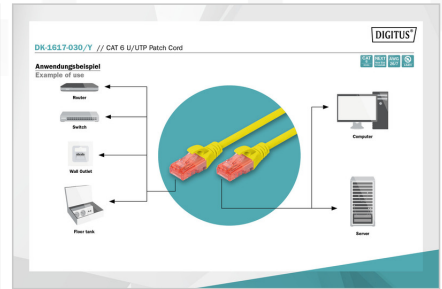 DIGITUS®
DK-1617-030/Y // CAT 6 U/UTP Patch Cord
Anwendungsbeispiel
Example of use
Router
Switch
Wall Outlet
Floor tank
Computer
Server